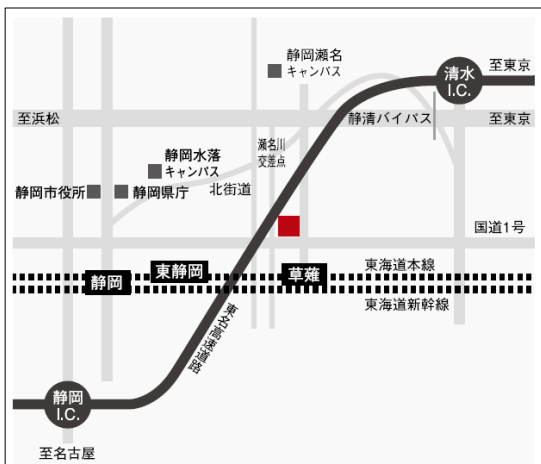 静岡瀬名
キャンパス
清水
I.C.
至東京
至浜松
静清バイパス
至東京
瀬名川
交差点
静岡水落
キャンパス
静岡市役所
静岡県庁
北街道
国道1号
東静岡
静岡
草薙
東海道本線
東海道新幹線
東名高速道路
静岡
I.C.
至名古屋